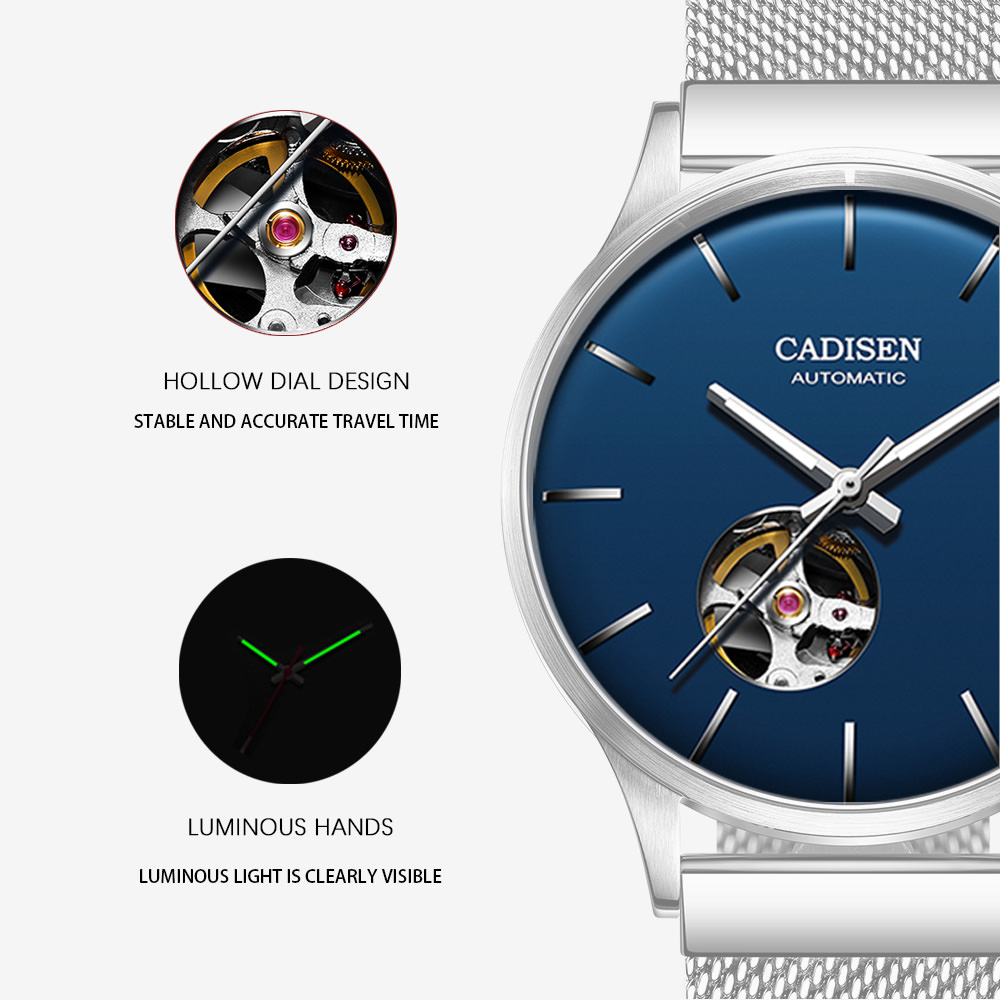 HOLLOW DIAL DESIGN
STABLE AND ACCURATE TRAVEL TIME
LUMINOUS HANDS
LUMINOUS LIGHT IS CLEARLY VISIBLE
CADISEN
AUTOMATIC